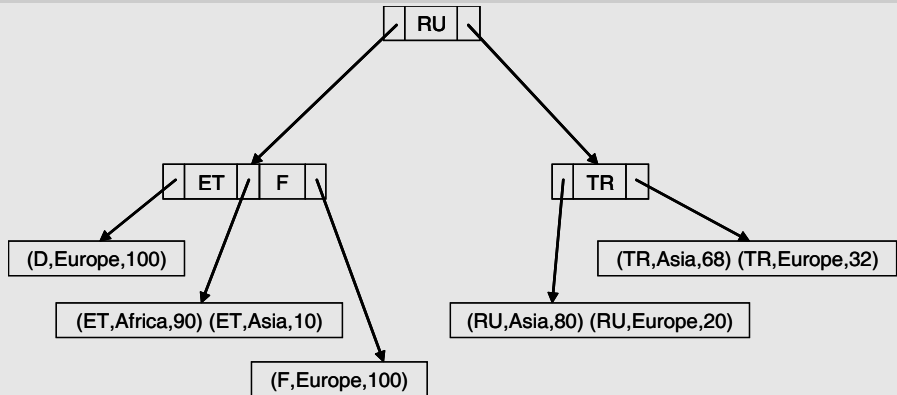 RU
ET F
TR
(D,Europe,100)
(TR,Asia,68) (TR,Europe,32)
(ET,Africa,90) (ET,Asia,10)
(RU,Asia,80) (RU,Europe,20)
(F,Europe,100)